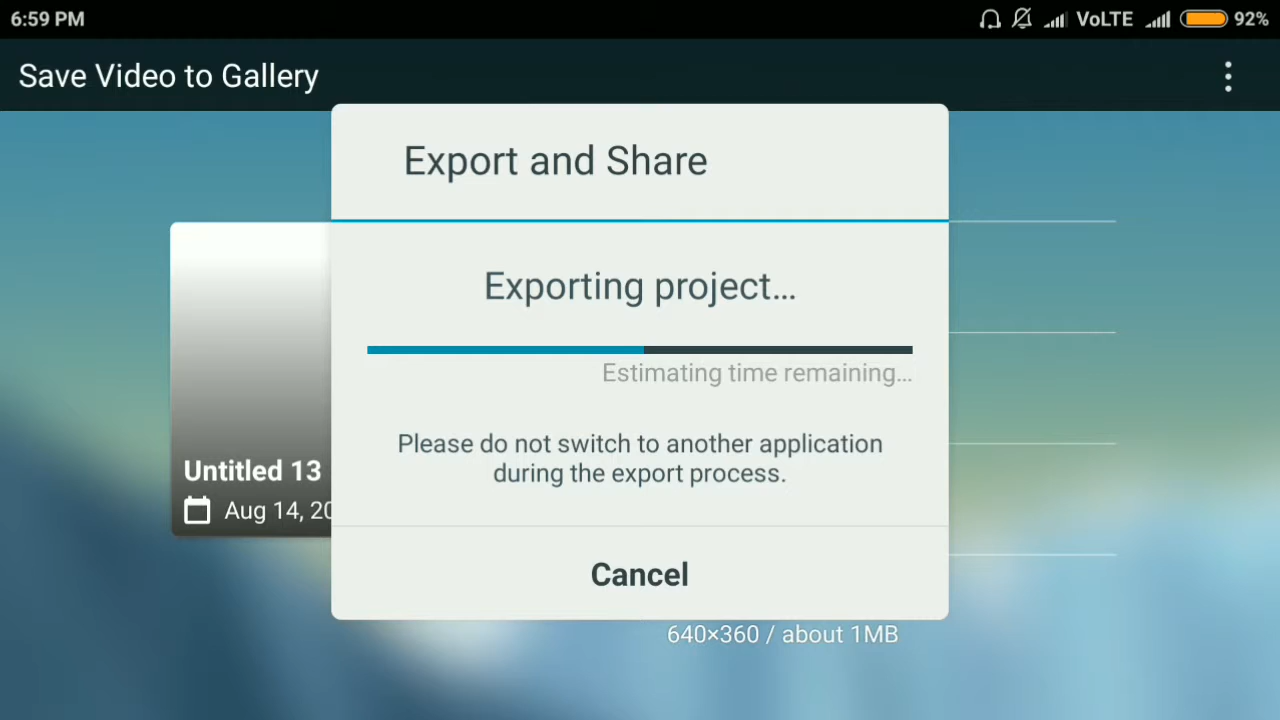 6:59 PM
VoLTE
92%
Save Video to Gallery
Export and Share
Exporting project...
Estimating time remaining...
Please do not switch to another application
during the export process.
Untitled 13
Aug 14, 20
Cancel
640×360 / about 1MB